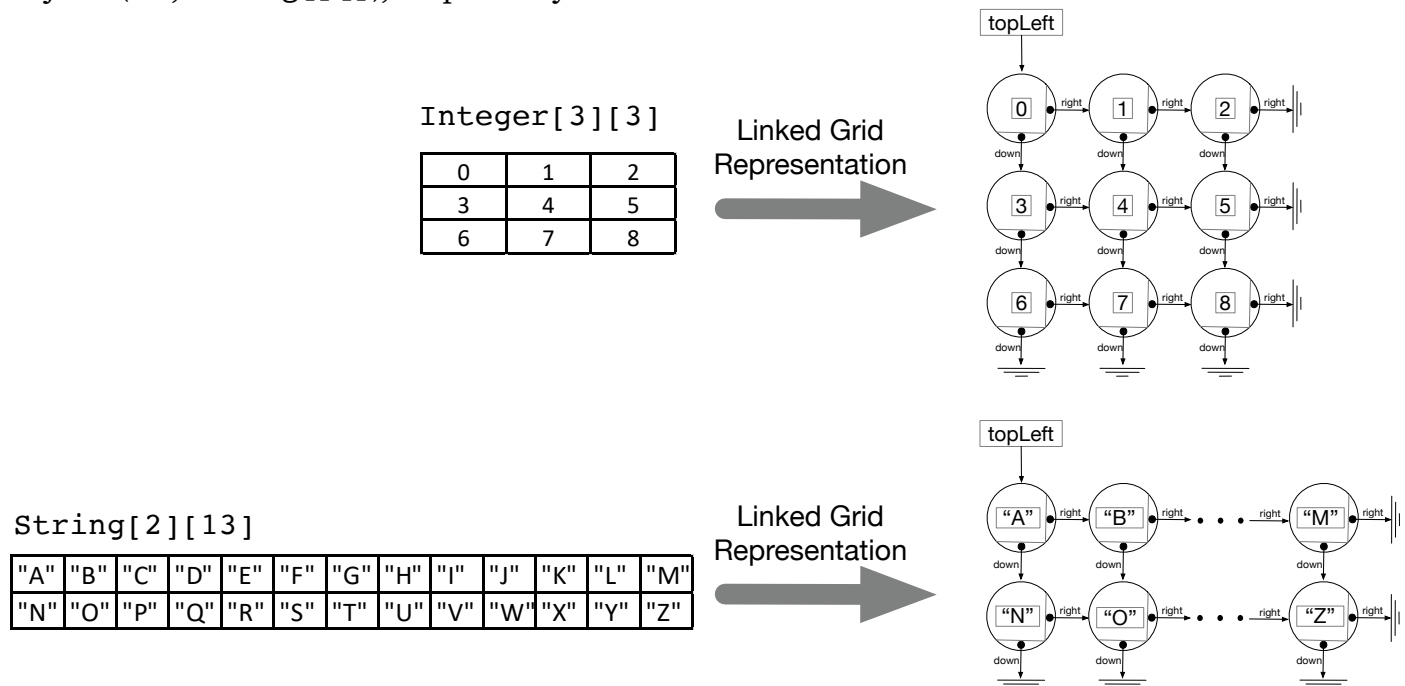 topLeft
Integer[3][3]
0 1 2
3 4 5
6 7 8
Linked Grid
Representation
0 right 1 right 2 right
down down down
3 right 4 right 5 right
down down down
6 right 7 right 8 right
down down down
String[2][13]
"A" "B" "C" "D" "E" "F" "G" "H" "I" "J" "K" "L" "M"
"N" "O" "P" "Q" "R" "S" "T" "U" "V" "W" "X" "Y" "Z"
Linked Grid
Representation
topLeft
“A” right “B” right • • • right “M” right
down down down
“N” right “O” right • • • right “Z” right
down down down